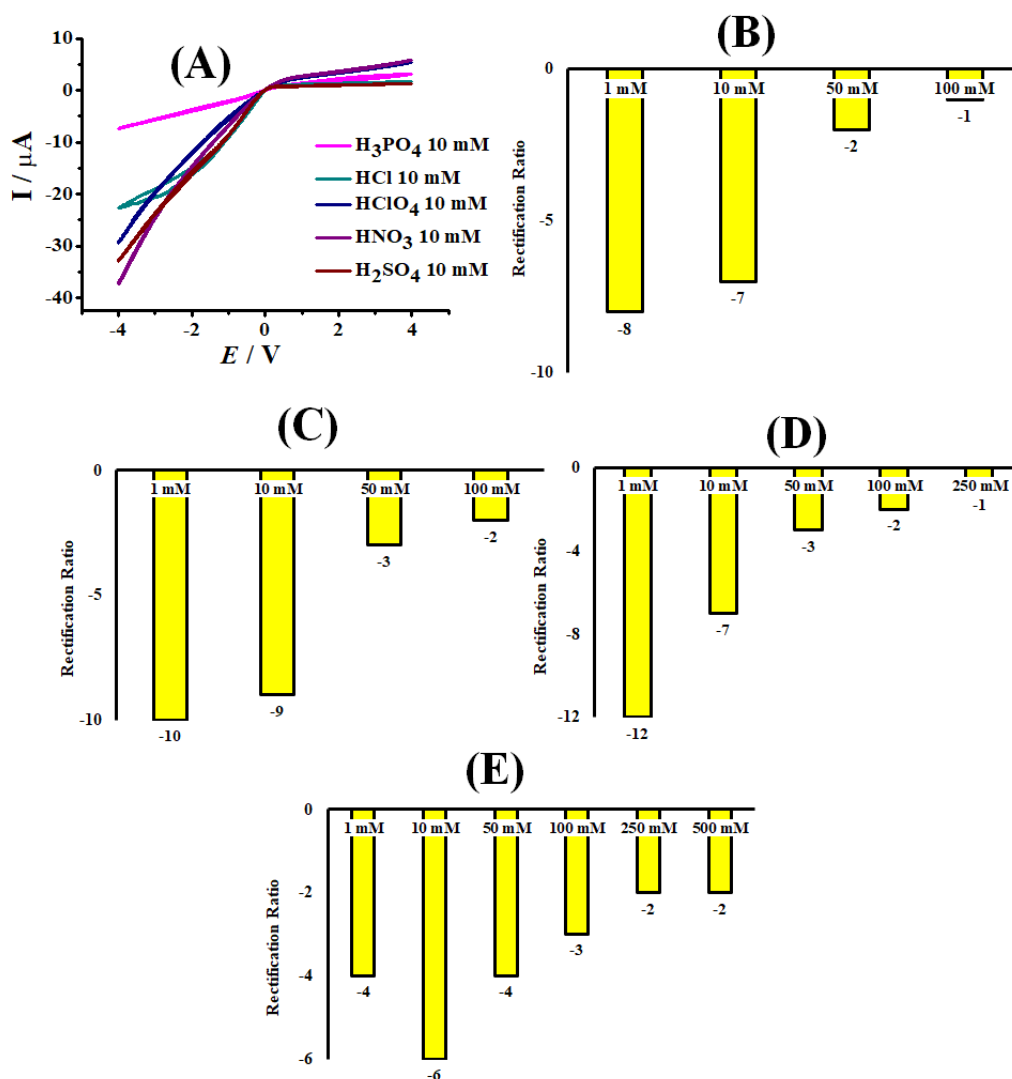 (A)
10
0
-10
-20
-30
-40
I / μA
H3PO4 10 mM
HCl 10 mM
HClO4 10 mM
HNO3 10 mM
H2SO4 10 mM
-4
-2
0
2
4
E / V
(B)
0
-5
-10
Rectification Ratio
1 mM
10 mM
50 mM
100 mM
-8
-7
-2
-1
(C)
0
-5
-10
Rectification Ratio
1 mM
10 mM
50 mM
100 mM
-10
-9
-3
-2
(D)
0
-4
-8
-12
Rectification Ratio
1 mM
10 mM
50 mM
100 mM
250 mM
-12
-7
-3
-2
-1
(E)
0
-2
-4
-6
Rectification Ratio
1 mM
10 mM
50 mM
100 mM
250 mM
500 mM
-4
-6
-4
-3
-2
-2